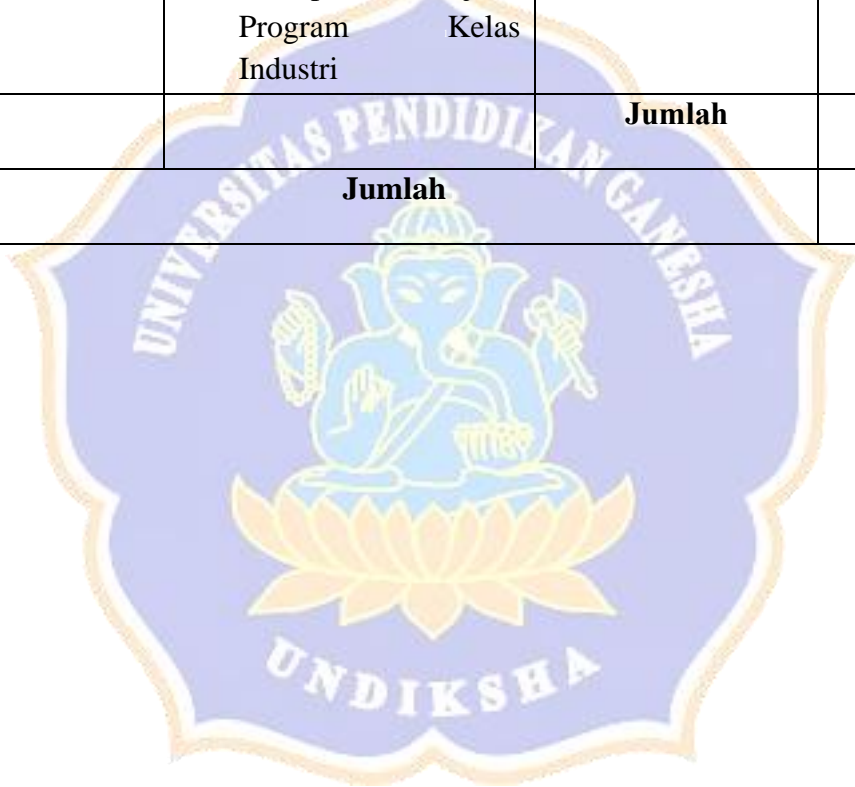 Program Kelas
Industri
Jumlah
Jumlah
UNIVERSITAS PENDIDIKAN GANESHA
UNDIKSHA